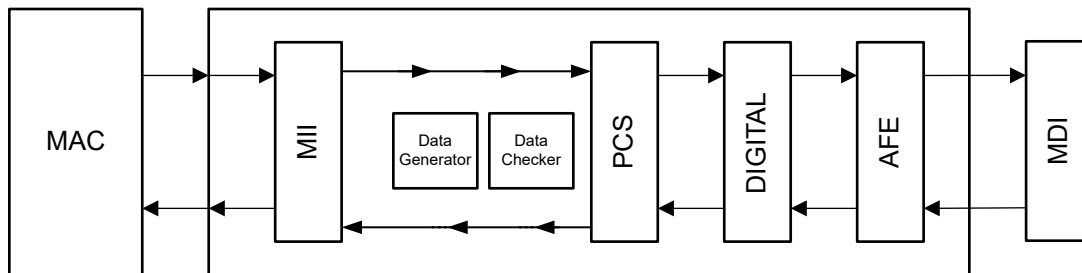 MAC
MII
Data
Generator
Data
Checker
PCS
DIGITAL
AFE
MDI